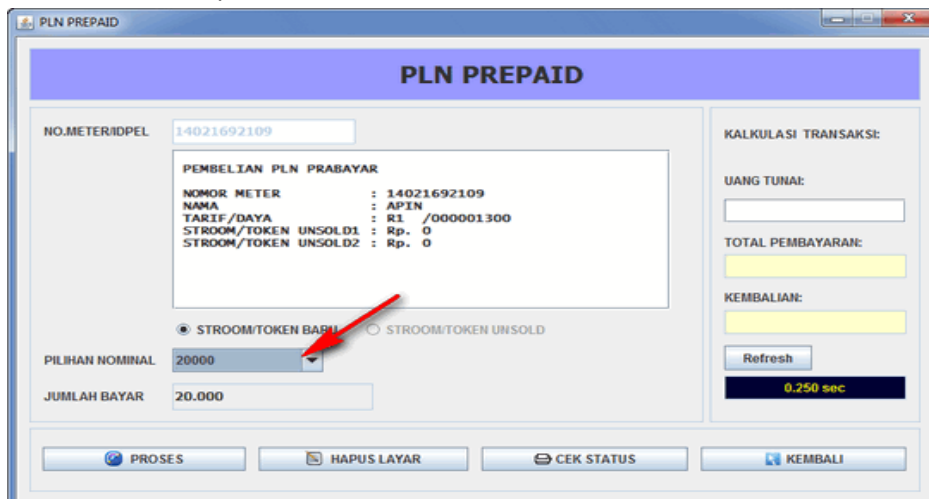 PLN PREPAID
PLN PREPAID
NO.METER/IDPEL 14021692109
PEMBELIAN PLN PRABAYAR
NOMOR METER : 14021692109
NAMA : APIN
TARIF/DAYA : R1 /000001300
STROOM/TOKEN UNSOLD1 : Rp. 0
STROOM/TOKEN UNSOLD2 : Rp. 0
STROOM/TOKEN BARU STROOM/TOKEN UNSOLD
PILIHAN NOMINAL 20000
JUMLAH BAYAR 20.000
KALKULASI TRANSAKSI:
UANG TUNAI:
TOTAL PEMBAYARAN:
KEMBALIAN:
Refresh
0.250 sec
PROSES HAPUS LAYAR CEK STATUS KEMBALI